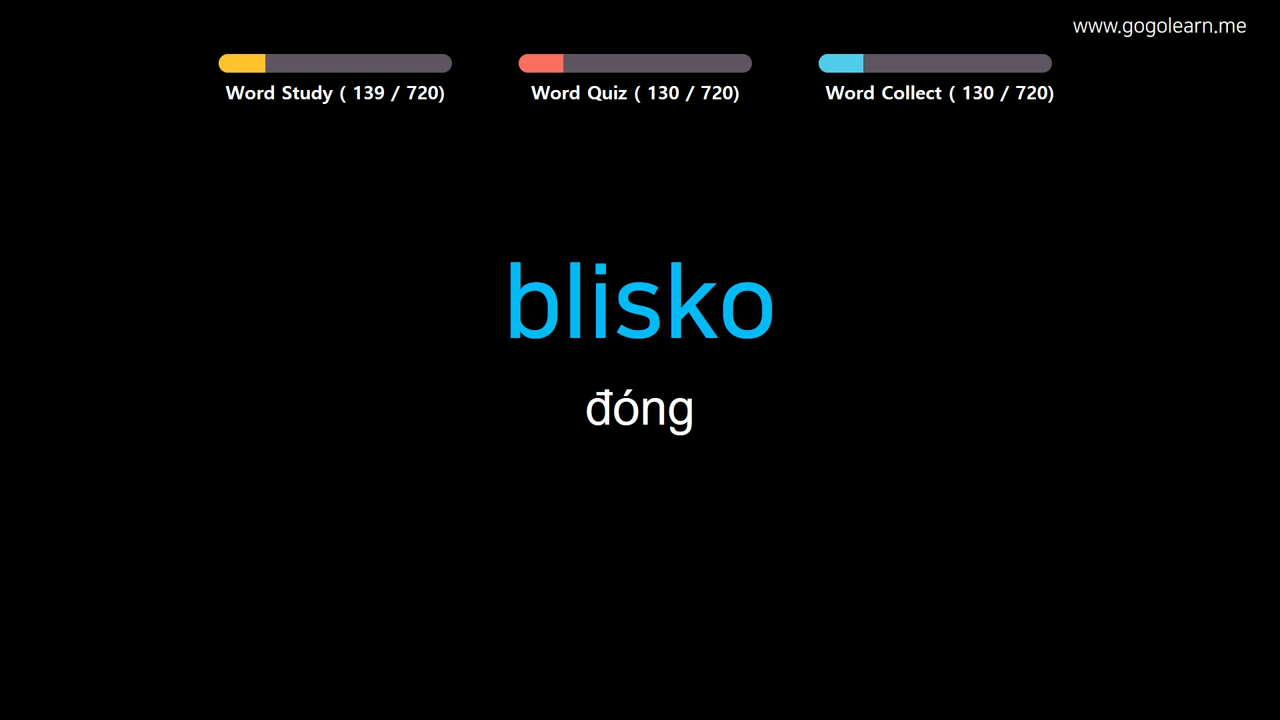 www.gogolearn.me
Word Study ( 139 / 720)
Word Quiz ( 130 / 720)
Word Collect ( 130 / 720)
blisko
đóng